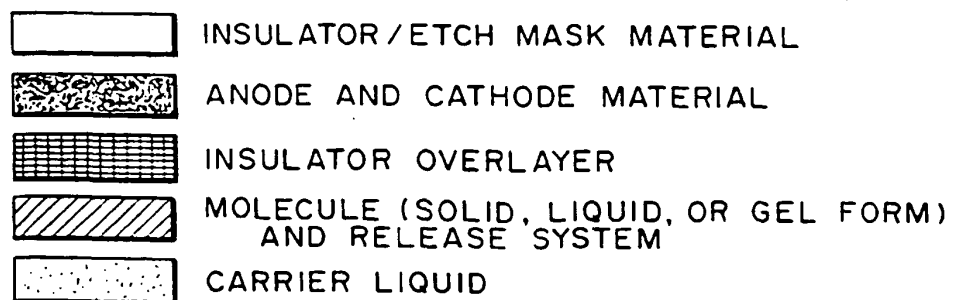 INSULATOR/ETCH MASK MATERIAL
ANODE AND CATHODE MATERIAL
INSULATOR OVERLAYER
MOLECULE (SOLID, LIQUID, OR GEL FORM)
AND RELEASE SYSTEM
CARRIER LIQUID